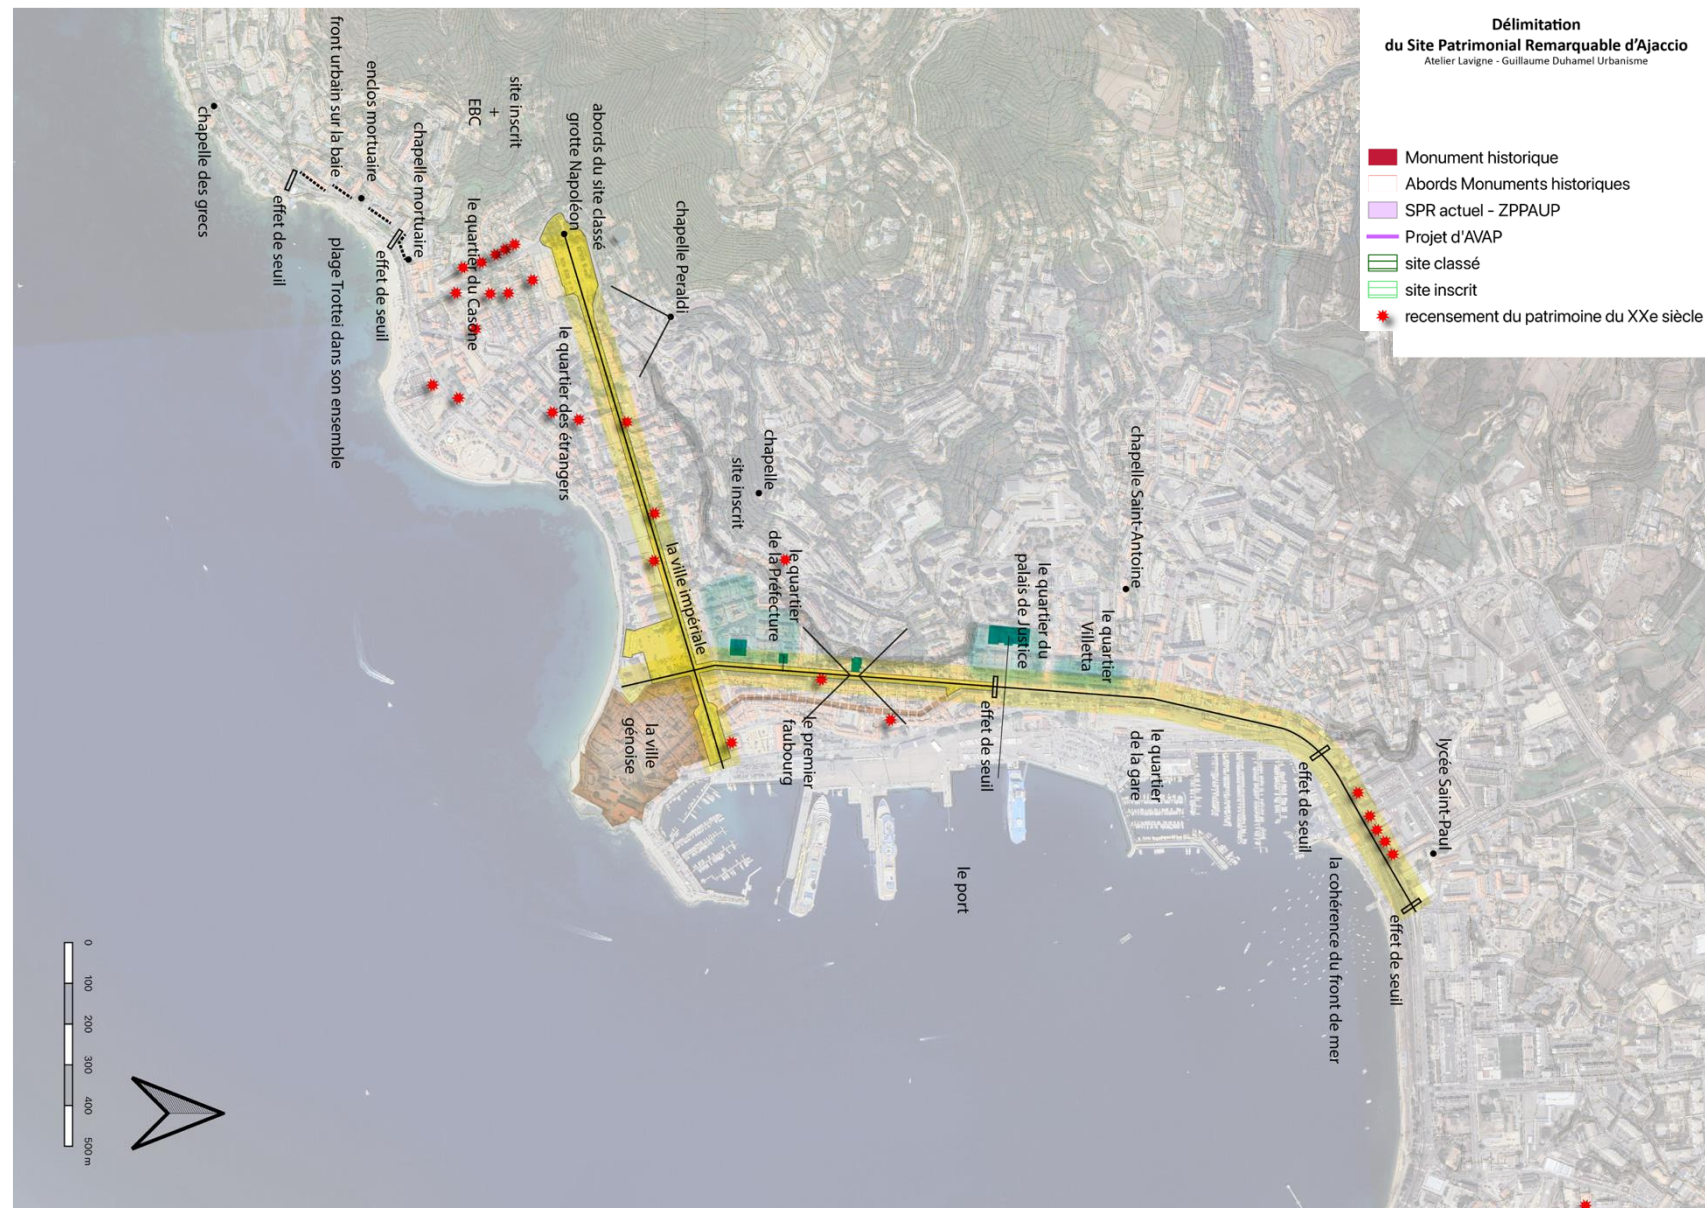 Délimitation
du Site Patrimonial Remarquable d'Ajaccio
Atelier Lavigne - Guillaume Duhamel Urbanisme
Monument historique
Abords Monuments historiques
SPR actuel - ZPPAUP
Projet d'AVAP
site classé
site inscrit
recensement du patrimoine du XXe siècle
chapelle des grecs
front urbain sur la baie
enclos mortuaire
chapelle mortuaire
effet de seuil
plage Trottei dans son ensemble
effet de seuil
site inscrit
+
EBC
le quartier du Casone
abords du site classé
grotte Napoléon
chapelle Peraldi
le quartier des étrangers
chapelle
site inscrit
la ville impériale
le quartier
de la Préfecture
le quartier du
palais de Justice
chapelle Saint-Antoine
le quartier
Villetta
la ville
génoise
le premier
faubourg
effet de seuil
le quartier
de la gare
le port
effet de seuil
lycée Saint-Paul
la cohérence du front de mer
effet de seuil
0
100
200
300
400
500 m